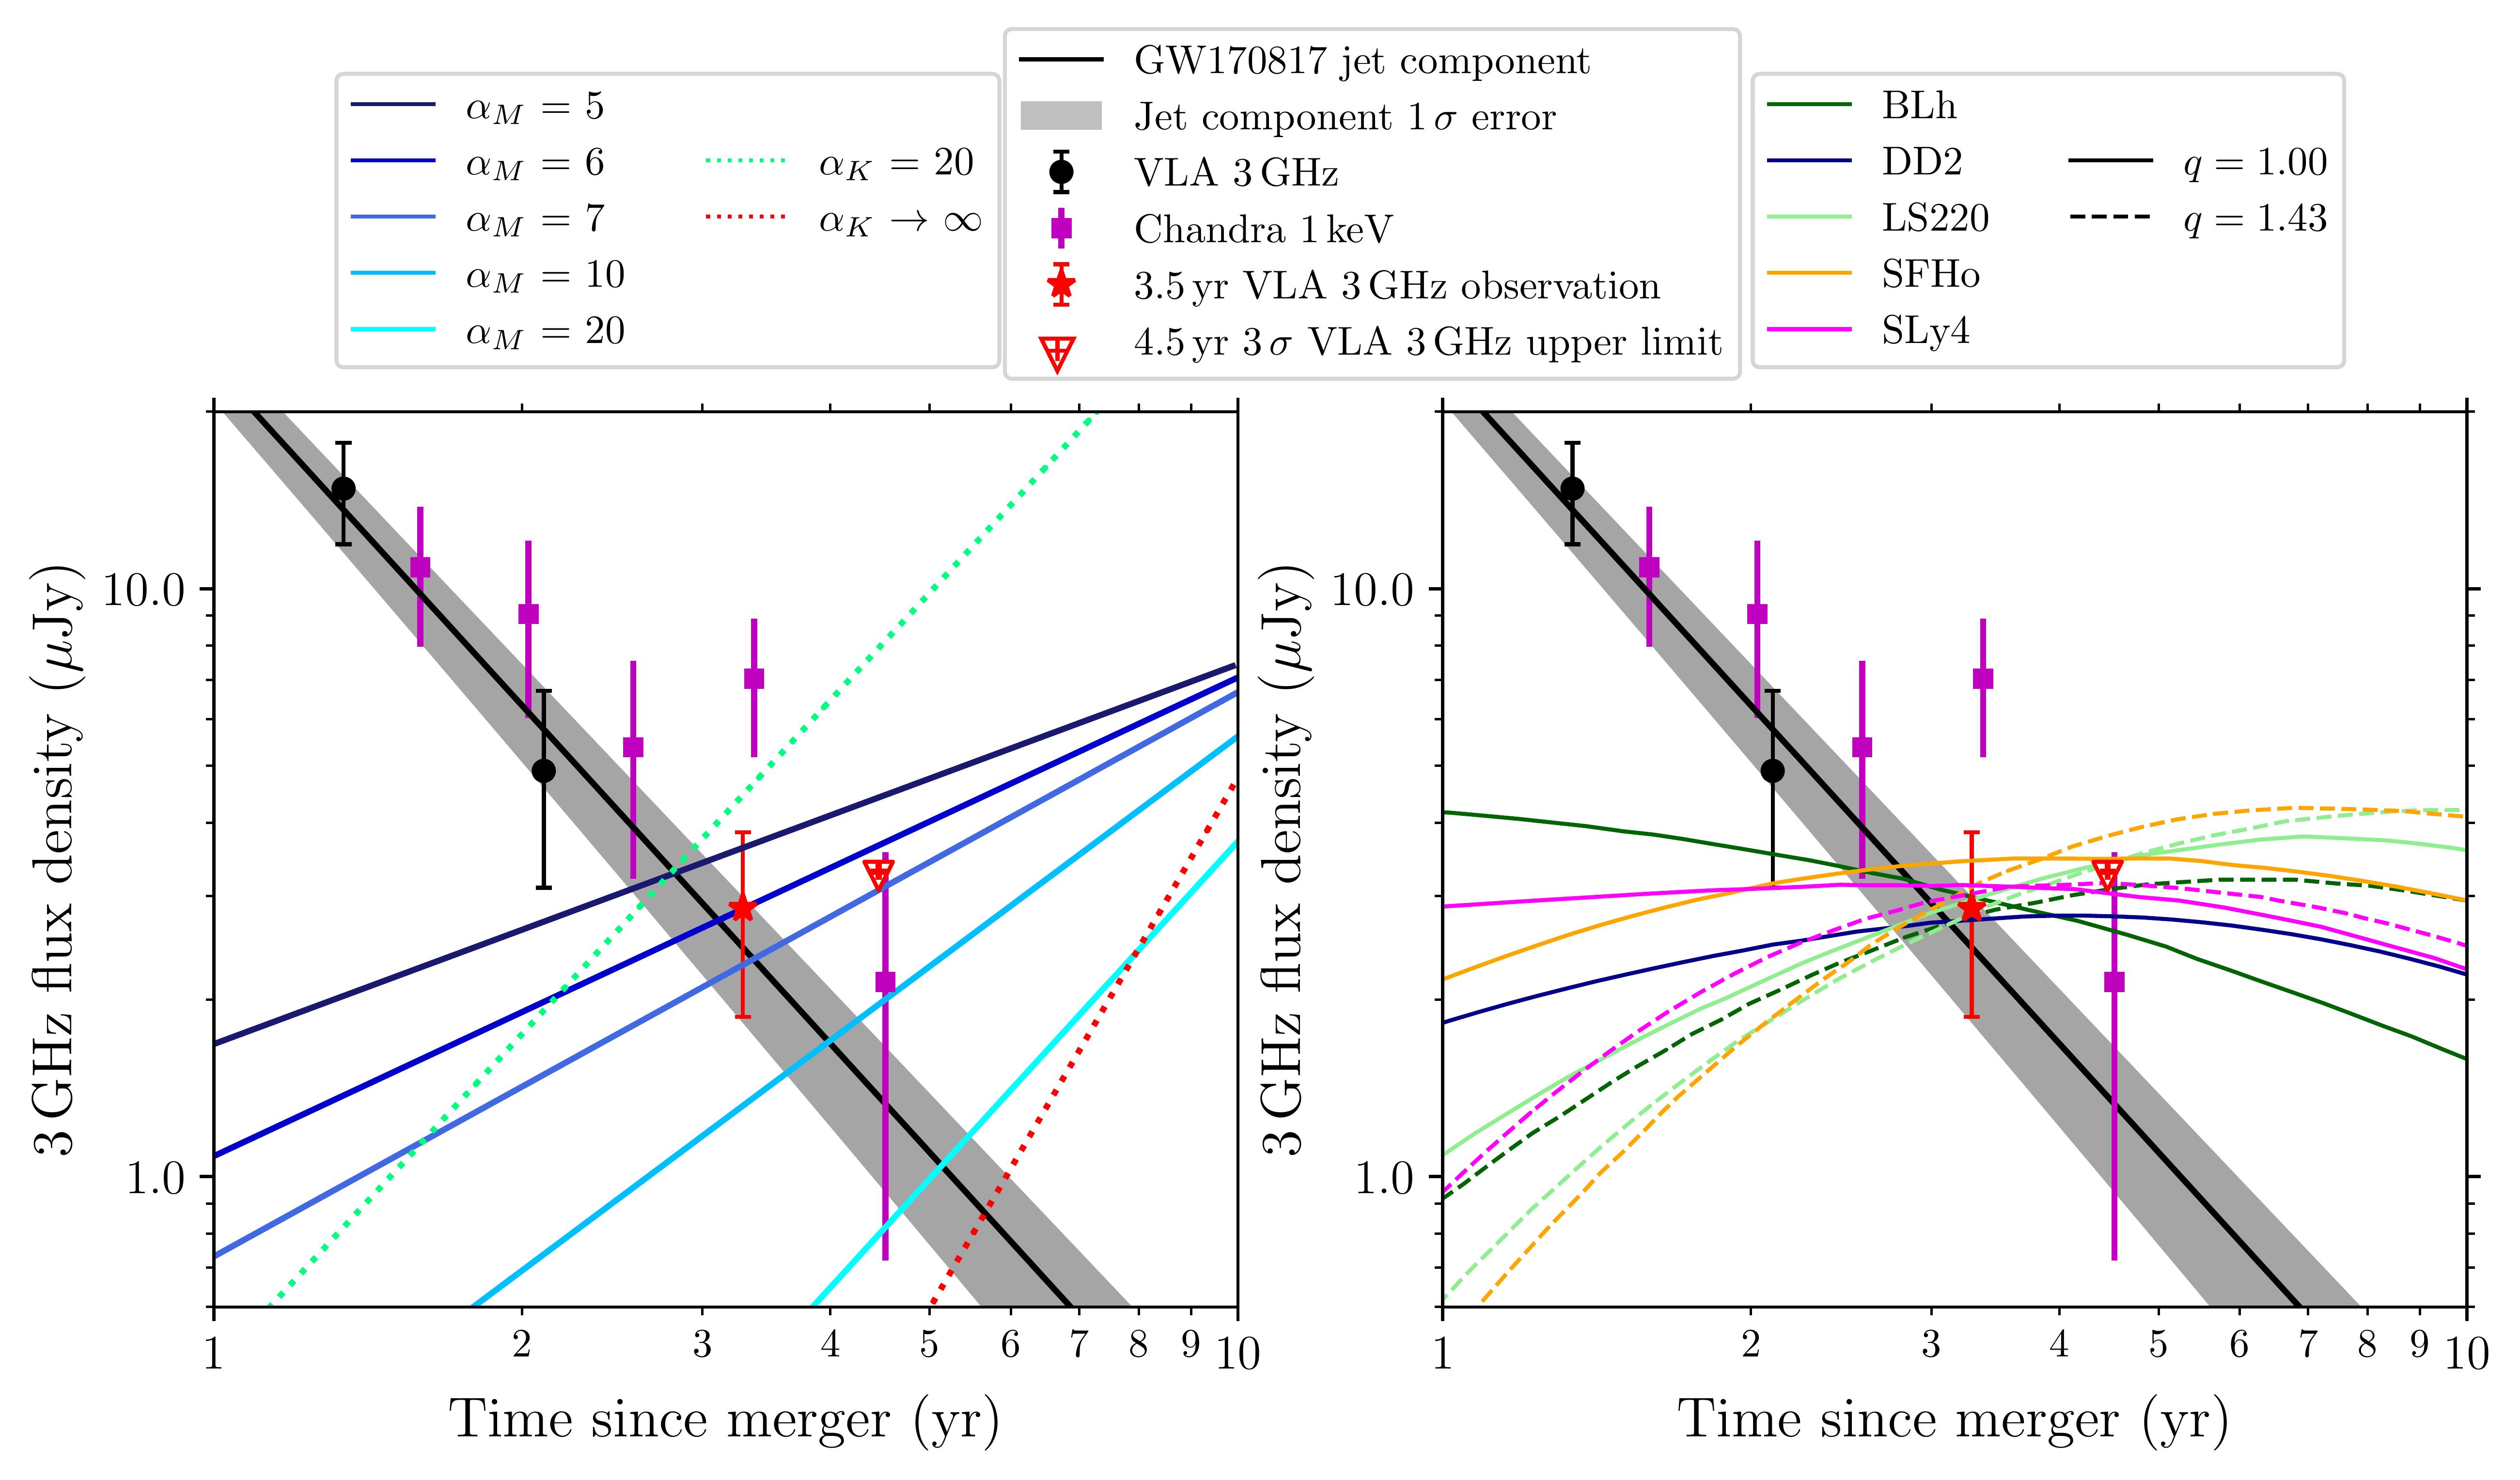 α_M = 5
α_M = 6
α_M = 7
α_M = 10
α_M = 20
α_K = 20
α_K → ∞
GW170817 jet component
Jet component 1 σ error
VLA 3 GHz
Chandra 1 keV
3.5 yr VLA 3 GHz observation
4.5 yr 3 σ VLA 3 GHz upper limit
BLh
DD2
LS220
SFHo
SLy4
q = 1.00
q = 1.43
3 GHz flux density (μJy)
10.0
1.0
1
2
3
4
5
6
7
8
9
10
Time since merger (yr)
3 GHz flux density (μJy)
10.0
1.0
1
2
3
4
5
6
7
8
9
10
Time since merger (yr)